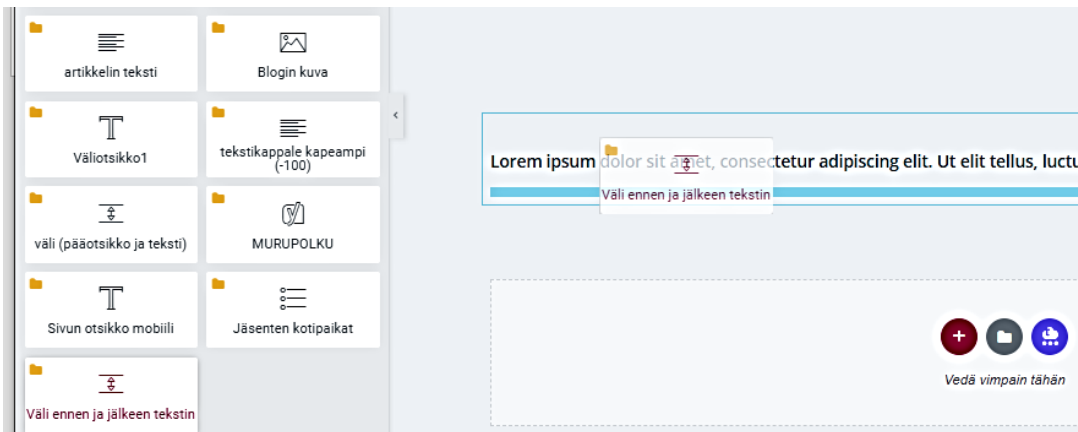 artikkelin teksti
Blogin kuva
Väliotsikko1
tekstikappale kapeampi
(-100)
väli (pääotsikko ja teksti)
MURUPOLKU
Sivun otsikko mobiili
Jäsenten kotipaikat
Väli ennen ja jälkeen tekstin
Lorem ipsum dolor sit amet, consectetur adipiscing elit. Ut elit tellus, luctu
Väli ennen ja jälkeen tekstin
Vedä vimpain tähän